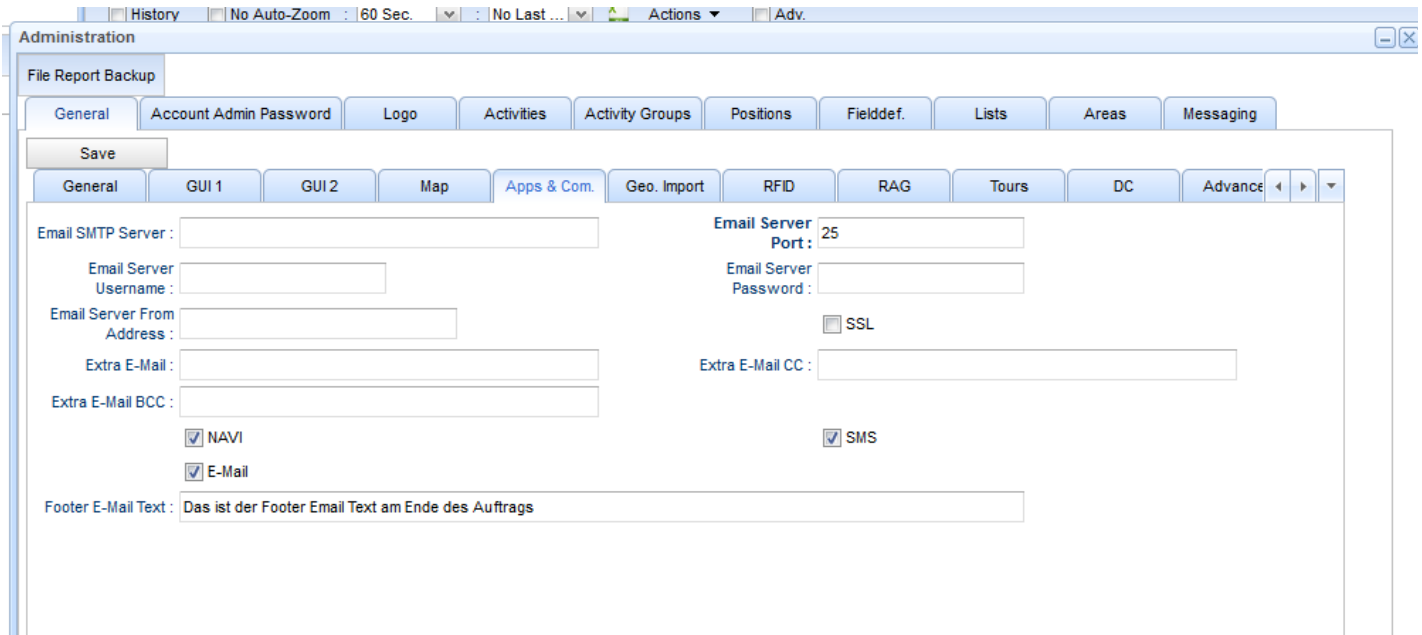 History No Auto-Zoom : 60 Sec. : No Last ... Actions Adv.
Administration
File Report Backup
General Account Admin Password Logo Activities Activity Groups Positions Fielddef. Lists Areas Messaging
Save
General GUI 1 GUI 2 Map Apps & Com. Geo. Import RFID RAG Tours DC Advance
Email SMTP Server :
Email Server
Port :
25
Email Server
Username :
Email Server
Password :
Email Server From
Address :
SSL
Extra E-Mail : Extra E-Mail CC :
Extra E-Mail BCC :
NAVI SMS
E-Mail
Footer E-Mail Text : Das ist der Footer Email Text am Ende des Auftrags